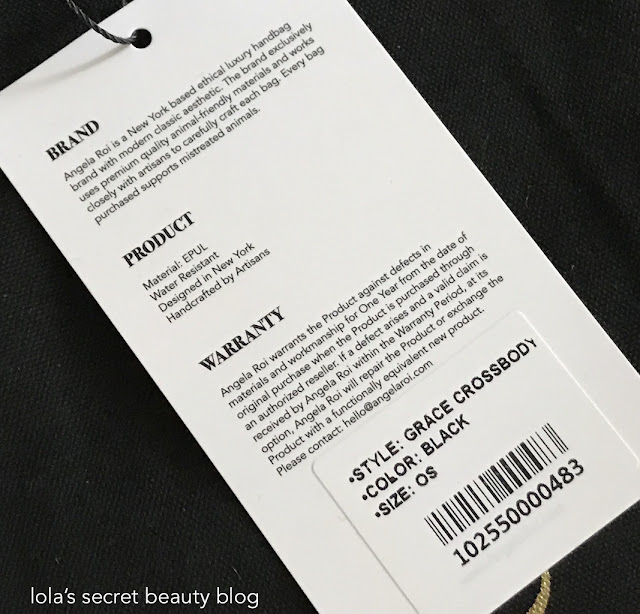 BRAND
Angela Roi is a New York based ethical luxury handbag
brand with modern classic aesthetic. The brand exclusively
uses premium quality animal-friendly materials and works
closely with artisans to carefully craft each bag. Every bag
purchased supports mistreated animals.
PRODUCT
Material: EPUL
Water Resistant
Designed in New York
Handcrafted by Artisans
WARRANTY
Angela Roi warrants the Product against defects in
materials and workmanship for One Year from the date of
original purchase when the Product is purchased through
an authorized reseller. If a defect arises and a valid claim is
received by Angela Roi within the Warranty Period, at its
option, Angela Roi will repair the Product or exchange the
Product with a functionally equivalent new product.
Please contact: hello@angelaroi.com
•STYLE: GRACE CROSSBODY
•COLOR: BLACK
•SIZE: OS
102550000483
lola's secret beauty blog